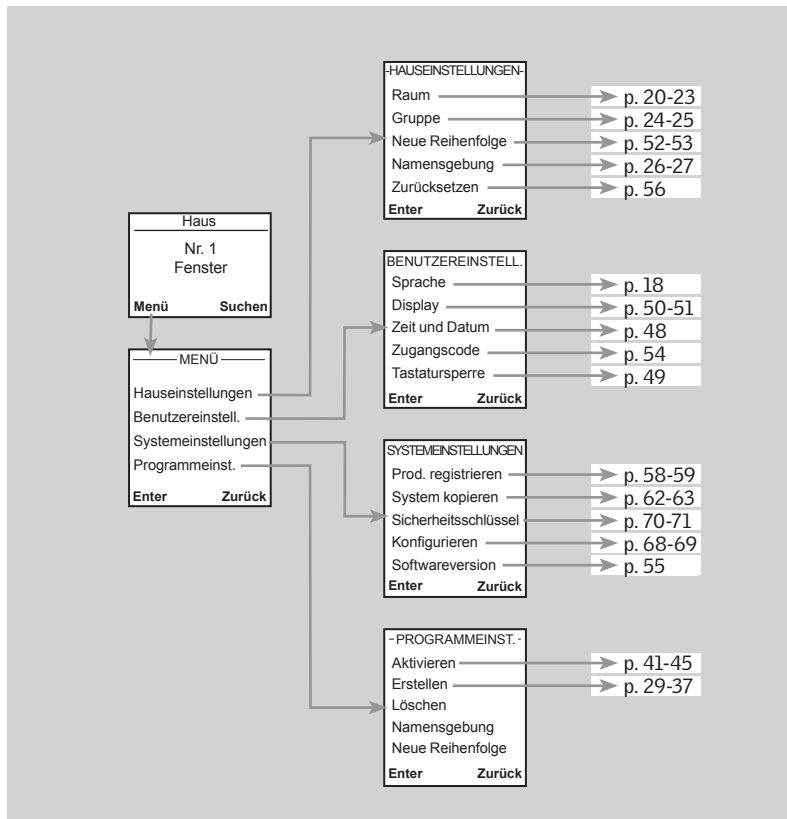 Haus
Nr. 1
Fenster
Menü Suchen
MENÜ
Hauseinstellungen
Benutzereinstell.
Systemeinstellungen
Programmeinst.
Enter Zurück
-HAUSEINSTELLUNGEN-
Raum p. 20-23
Gruppe p. 24-25
Neue Reihenfolge p. 52-53
Namensgebung p. 26-27
Zurücksetzen p. 56
Enter Zurück
BENUTZEREINSTELL.
Sprache p. 18
Display p. 50-51
Zeit und Datum p. 48
Zugangscode p. 54
Tastatursperre p. 49
Enter Zurück
SYSTEMEINSTELLUNGEN
Prod. registrieren p. 58-59
System kopieren p. 62-63
Sicherheitsschlüssel p. 70-71
Konfigurieren p. 68-69
Softwareversion p. 55
Enter Zurück
- PROGRAMMEINST. -
Aktivieren p. 41-45
Erstellen p. 29-37
Löschen
Namensgebung
Neue Reihenfolge
Enter Zurück